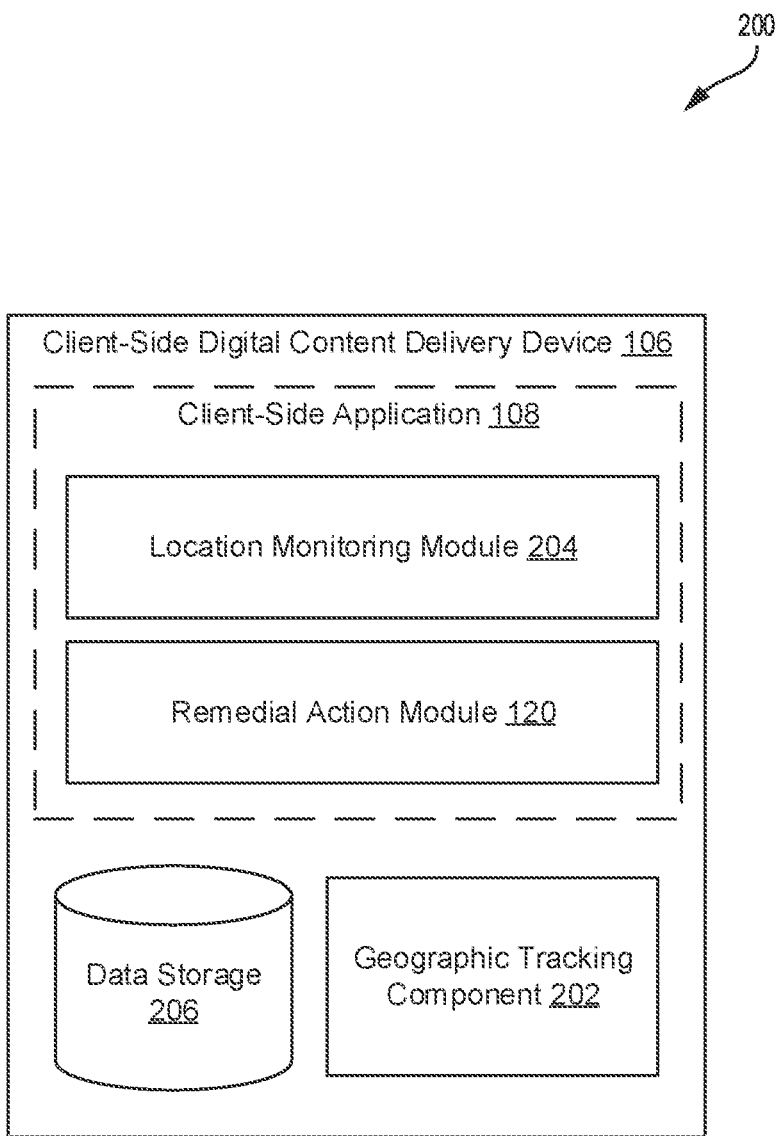 200
Client-Side Digital Content Delivery Device 106
Client-Side Application 108
Location Monitoring Module 204
Remedial Action Module 120
Data Storage
206
Geographic Tracking
Component 202